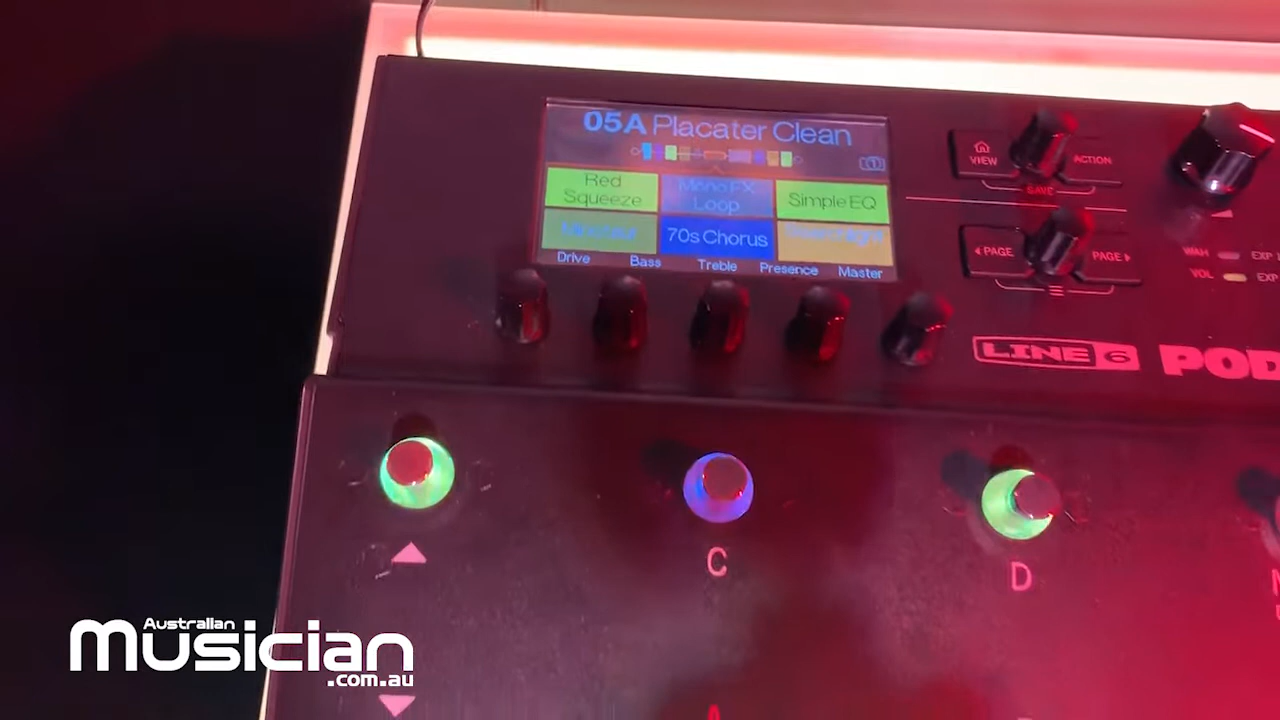 05A Placater Clean
Red Squeeze
Mono FX Loop
Simple EQ
70s Chorus
Drive Bass Treble Presence Master
VIEW
ACTION
SAVE
PAGE
PAGE
WAH
EXP 1
VOL
EXP
LINE 6 POD
C
D
A
Australian
Musician
.com.au